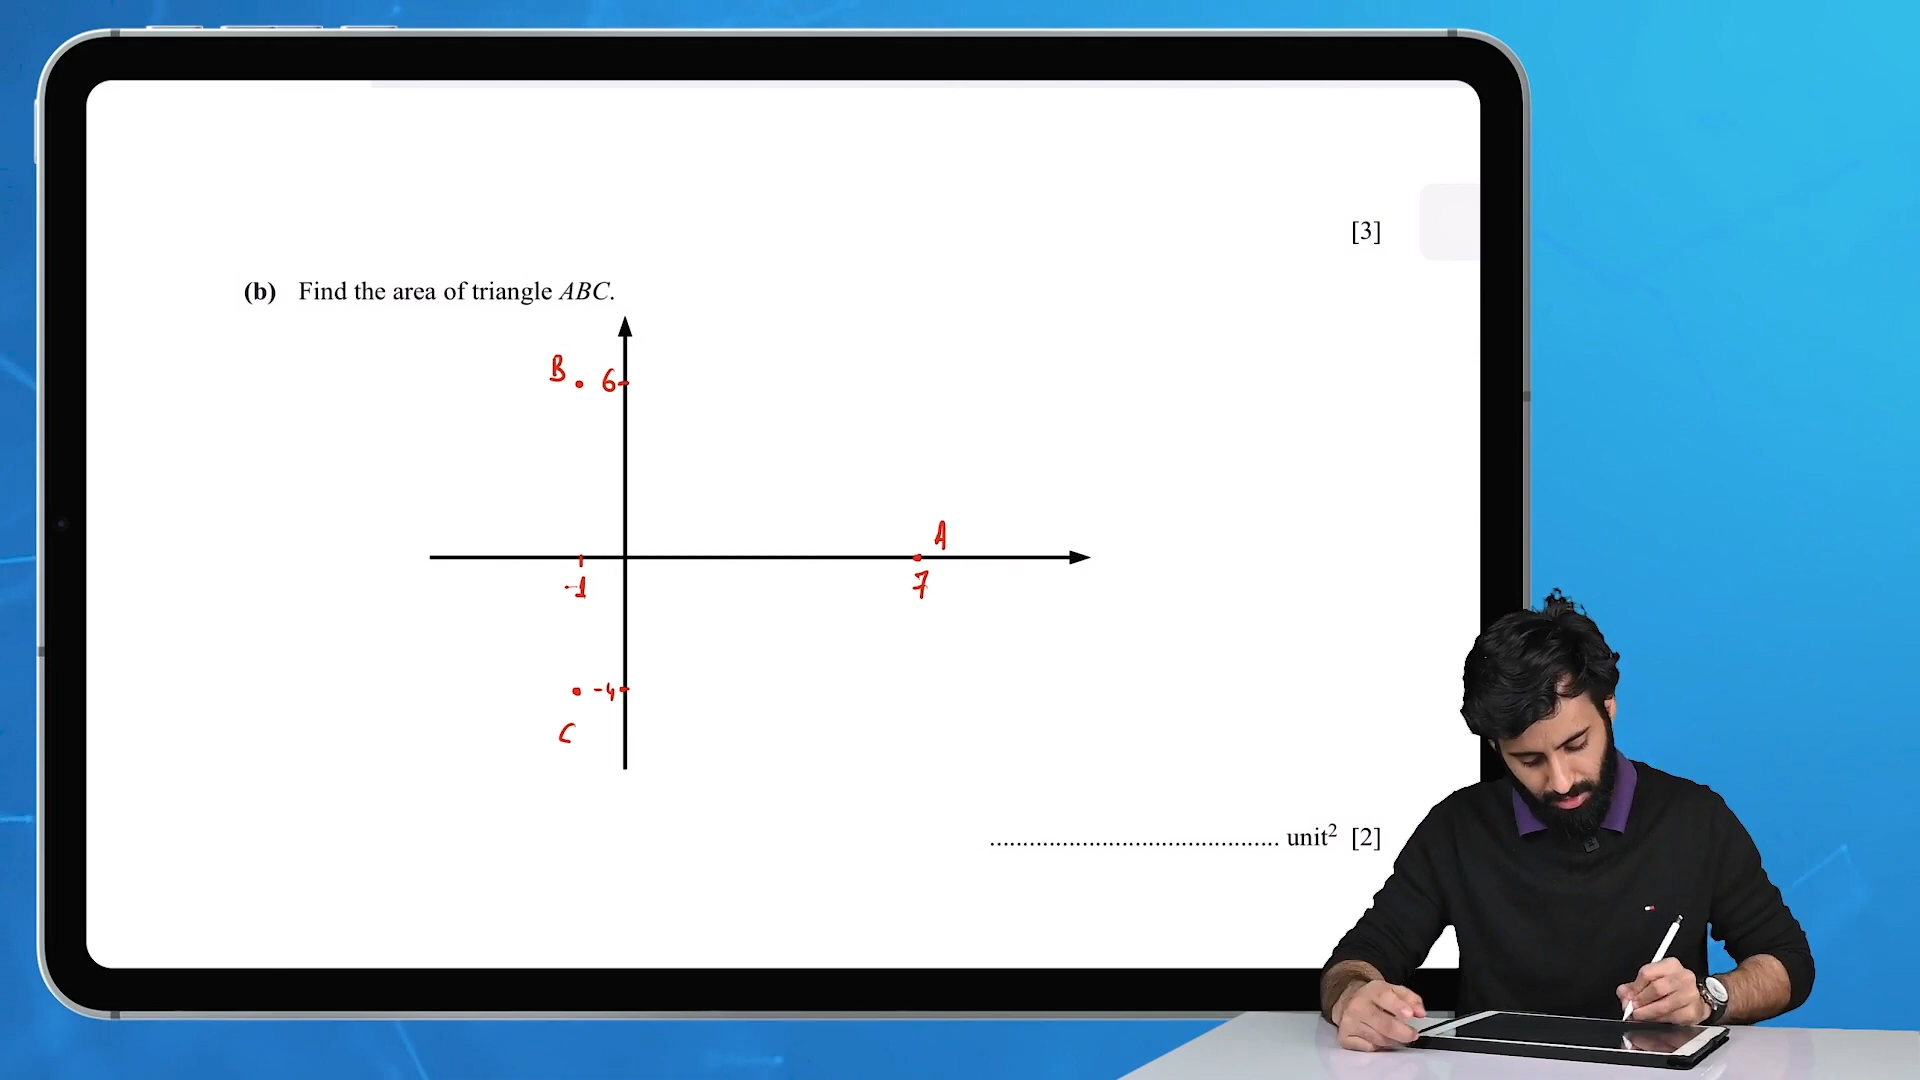 [3]
(b) Find the area of triangle ABC.
B
6
A
-1
7
-4
C
........................................... unit² [2]